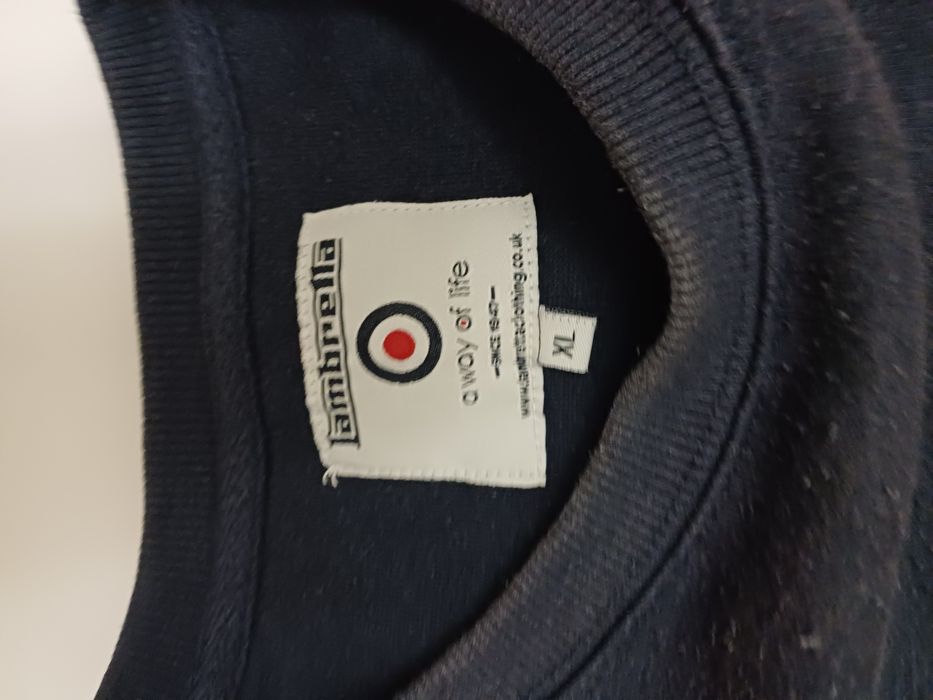 lambretta
a way of life
SINCE 1947
www.lambrettaclothing.co.uk
XL